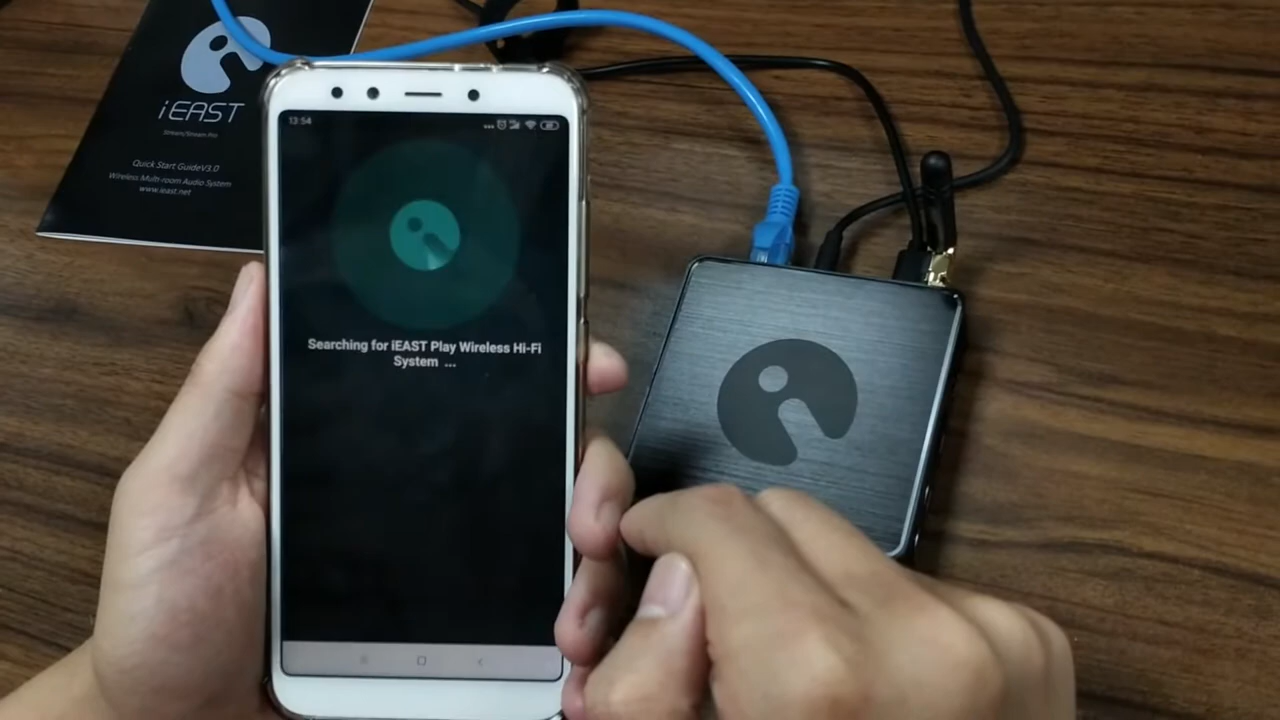 iEAST
Stream/Stream Pro
Quick Start GuideV3.0
Wireless Multi-room Audio System
www.ieast.net
13:54
Searching for iEAST Play Wireless Hi-Fi
System ...